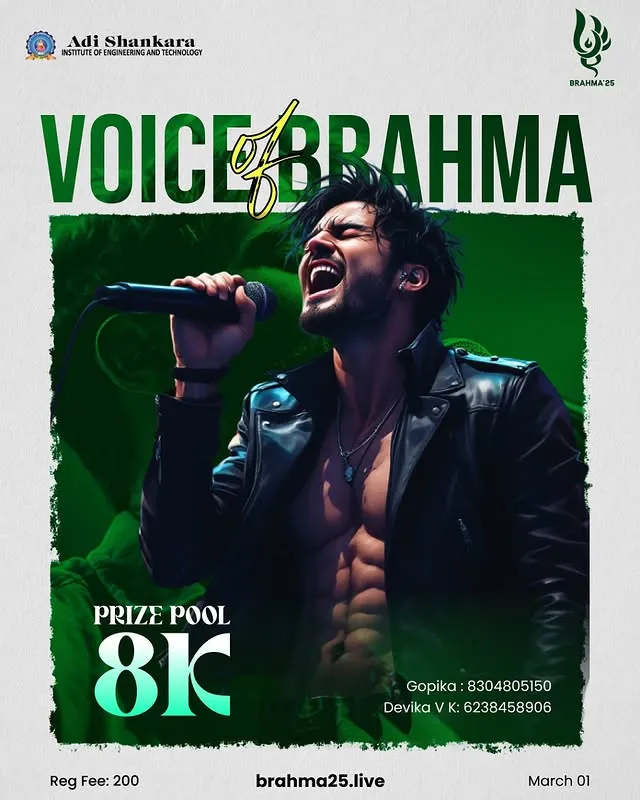 Adi Shankara
INSTITUTE OF ENGINEERING AND TECHNOLOGY
BRAHMA'25
VOICE of BRAHMA
PRIZE POOL
8K
Gopika : 8304805150
Devika V K: 6238458906
Reg Fee: 200
brahma25.live
March 01